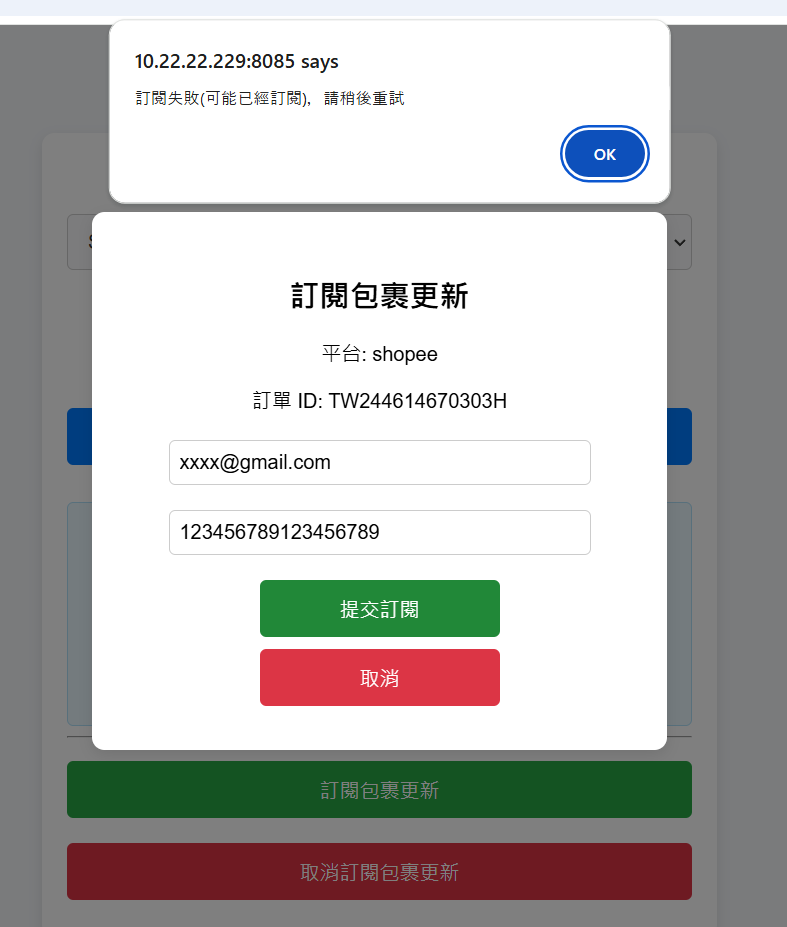 10.22.22.229:8085 says
訂閱失敗(可能已經訂閱)，請稍後重試
OK
訂閱包裹更新
平台: shopee
訂單 ID: TW244614670303H
xxxx@gmail.com
123456789123456789
提交訂閱
取消
訂閱包裹更新
取消訂閱包裹更新